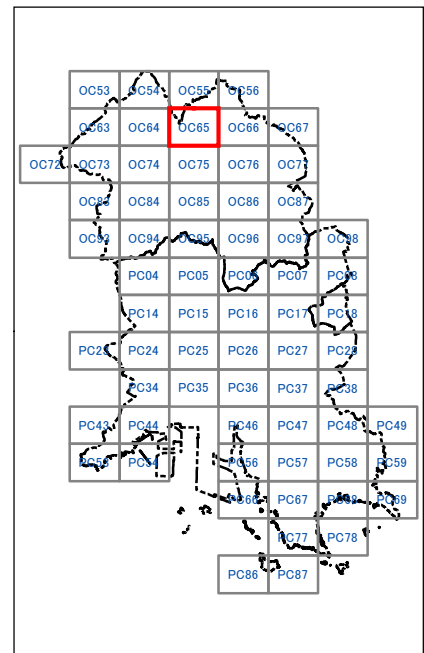 OC53 OC54 OC55 OC56
OC63 OC64 OC65 OC66 OC67
OC72 OC73 OC74 OC75 OC76 OC77
OC83 OC84 OC85 OC86 OC87
OC93 OC94 OC95 OC96 OC97 OC98
PC04 PC05 PC06 PC07 PC08
PC14 PC15 PC16 PC17 PC18
PC23 PC24 PC25 PC26 PC27 PC28
PC34 PC35 PC36 PC37 PC38
PC43 PC44 PC46 PC47 PC48 PC49
PC53 PC54 PC56 PC57 PC58 PC59
PC66 PC67 PC68 PC69
PC77 PC78
PC86 PC87